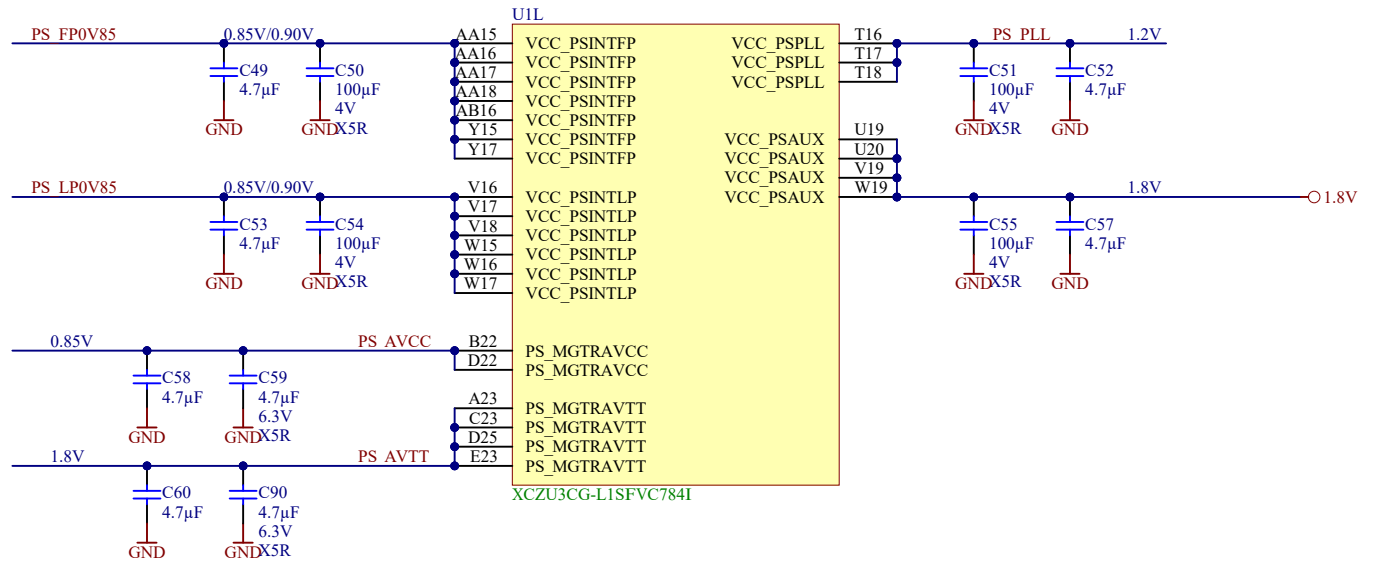 U1L
PS_FP0V85
0.85V/0.90V
C49
4.7µF
GND
C50
100µF
4V
X5R
GND
AA15 VCC_PSINTFP
AA16 VCC_PSINTFP
AA17 VCC_PSINTFP
AA18 VCC_PSINTFP
AB16 VCC_PSINTFP
Y15 VCC_PSINTFP
Y17 VCC_PSINTFP
VCC_PSPLL T16
VCC_PSPLL T17
VCC_PSPLL T18
PS_PLL
1.2V
C51
100µF
4V
X5R
GND
C52
4.7µF
GND
PS_LP0V85
0.85V/0.90V
C53
4.7µF
GND
C54
100µF
4V
X5R
GND
V16 VCC_PSINTLP
V17 VCC_PSINTLP
V18 VCC_PSINTLP
W15 VCC_PSINTLP
W16 VCC_PSINTLP
W17 VCC_PSINTLP
VCC_PSAUX U19
VCC_PSAUX U20
VCC_PSAUX V19
VCC_PSAUX W19
1.8V
1.8V
C55
100µF
4V
X5R
GND
C57
4.7µF
GND
0.85V
PS_AVCC
C58
4.7µF
GND
C59
4.7µF
6.3V
X5R
GND
B22 PS_MGTRAVCC
D22 PS_MGTRAVCC
A23 PS_MGTRAVTT
C23 PS_MGTRAVTT
D25 PS_MGTRAVTT
E23 PS_MGTRAVTT
1.8V
PS_AVTT
C60
4.7µF
GND
C90
4.7µF
6.3V
X5R
GND
XCZU3CG-L1SFVC784I